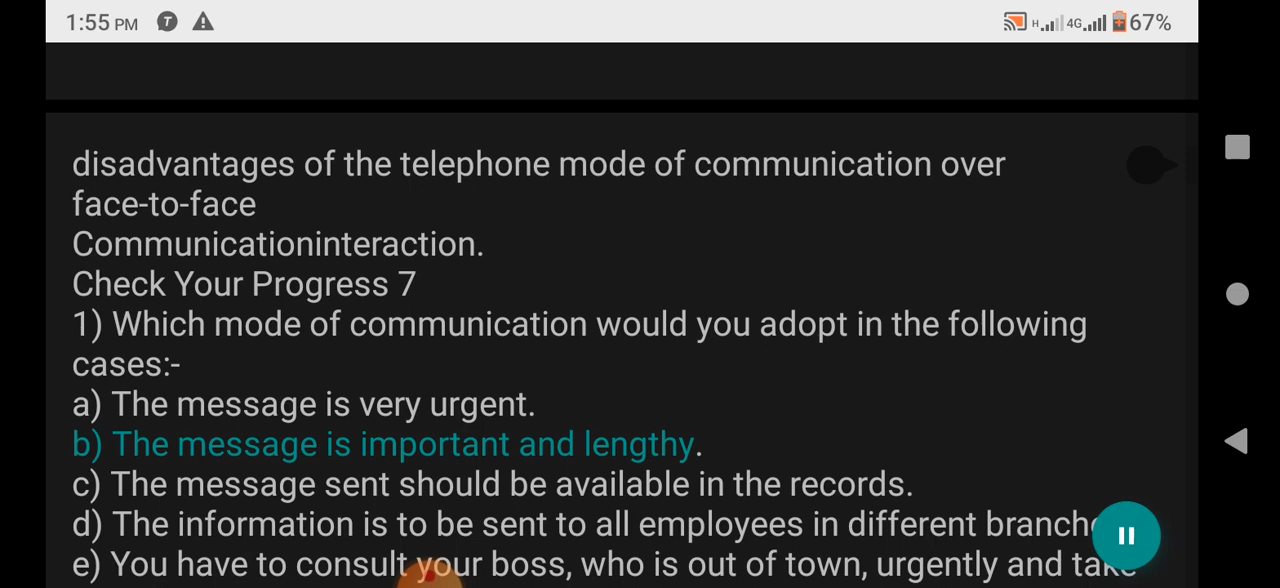 1:55 PM
H 4G 67%
disadvantages of the telephone mode of communication over
face-to-face
Communicationinteraction.
Check Your Progress 7
1) Which mode of communication would you adopt in the following
cases:-
a) The message is very urgent.
b) The message is important and lengthy.
c) The message sent should be available in the records.
d) The information is to be sent to all employees in different
e) You have to consult your boss, who is out of town, urgently and